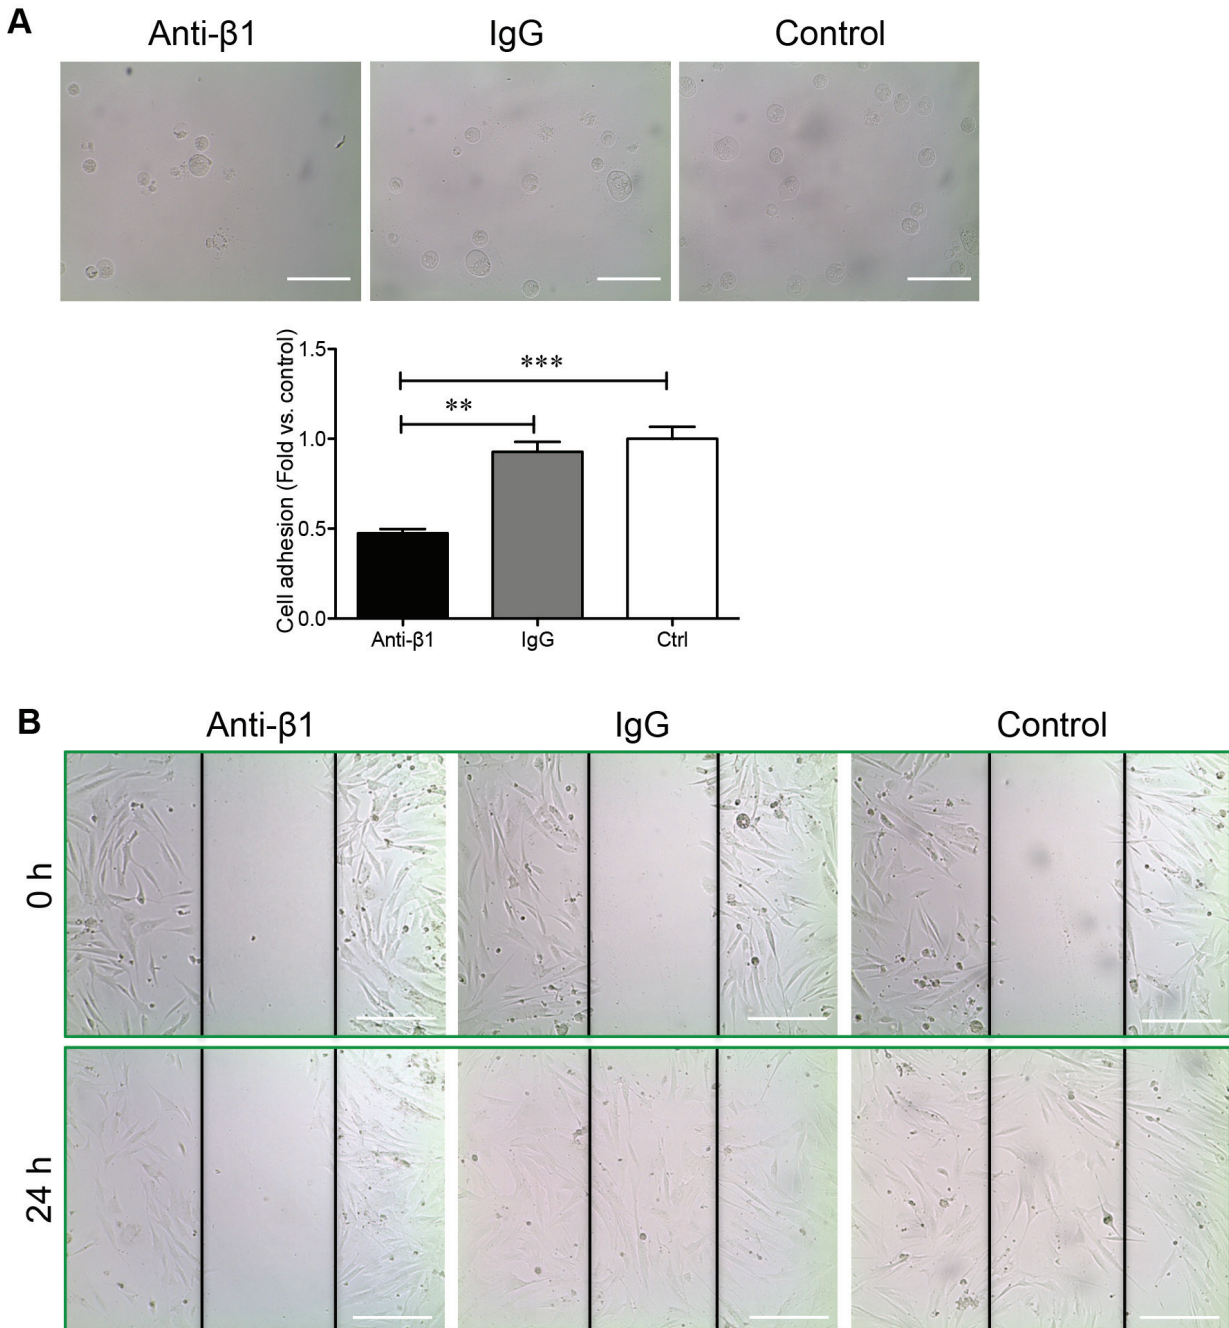 A
Anti-β1 IgG Control
Cell adhesion (Fold vs. control)
1.5
1.0
0.5
0.0
***
**
Anti-β1 IgG Ctrl
B
Anti-β1 IgG Control
0 h
24 h